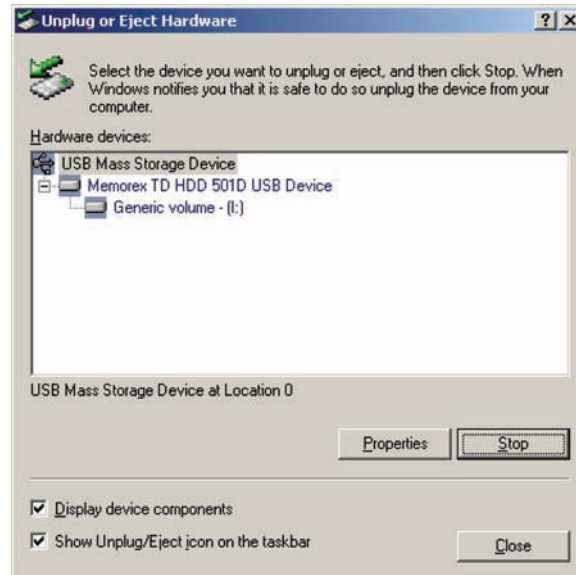 Unplug or Eject Hardware
Select the device you want to unplug or eject, and then click Stop. When
Windows notifies you that it is safe to do so unplug the device from your
computer.
Hardware devices:
USB Mass Storage Device
Memorex TD HDD 501D USB Device
Generic volume - (I:)
USB Mass Storage Device at Location 0
Properties
Stop
Display device components
Show Unplug/Eject icon on the taskbar
Close